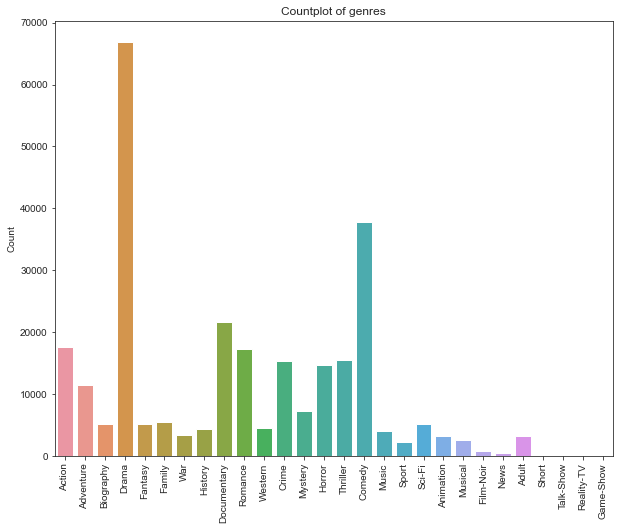 Countplot of genres
70000
60000
50000
40000
30000
20000
10000
0
Count
Action
Adventure
Biography
Drama
Fantasy
Family
War
History
Documentary
Romance
Western
Crime
Mystery
Horror
Thriller
Comedy
Music
Sport
Sci-Fi
Animation
Musical
Film-Noir
News
Adult
Short
Talk-Show
Reality-TV
Game-Show